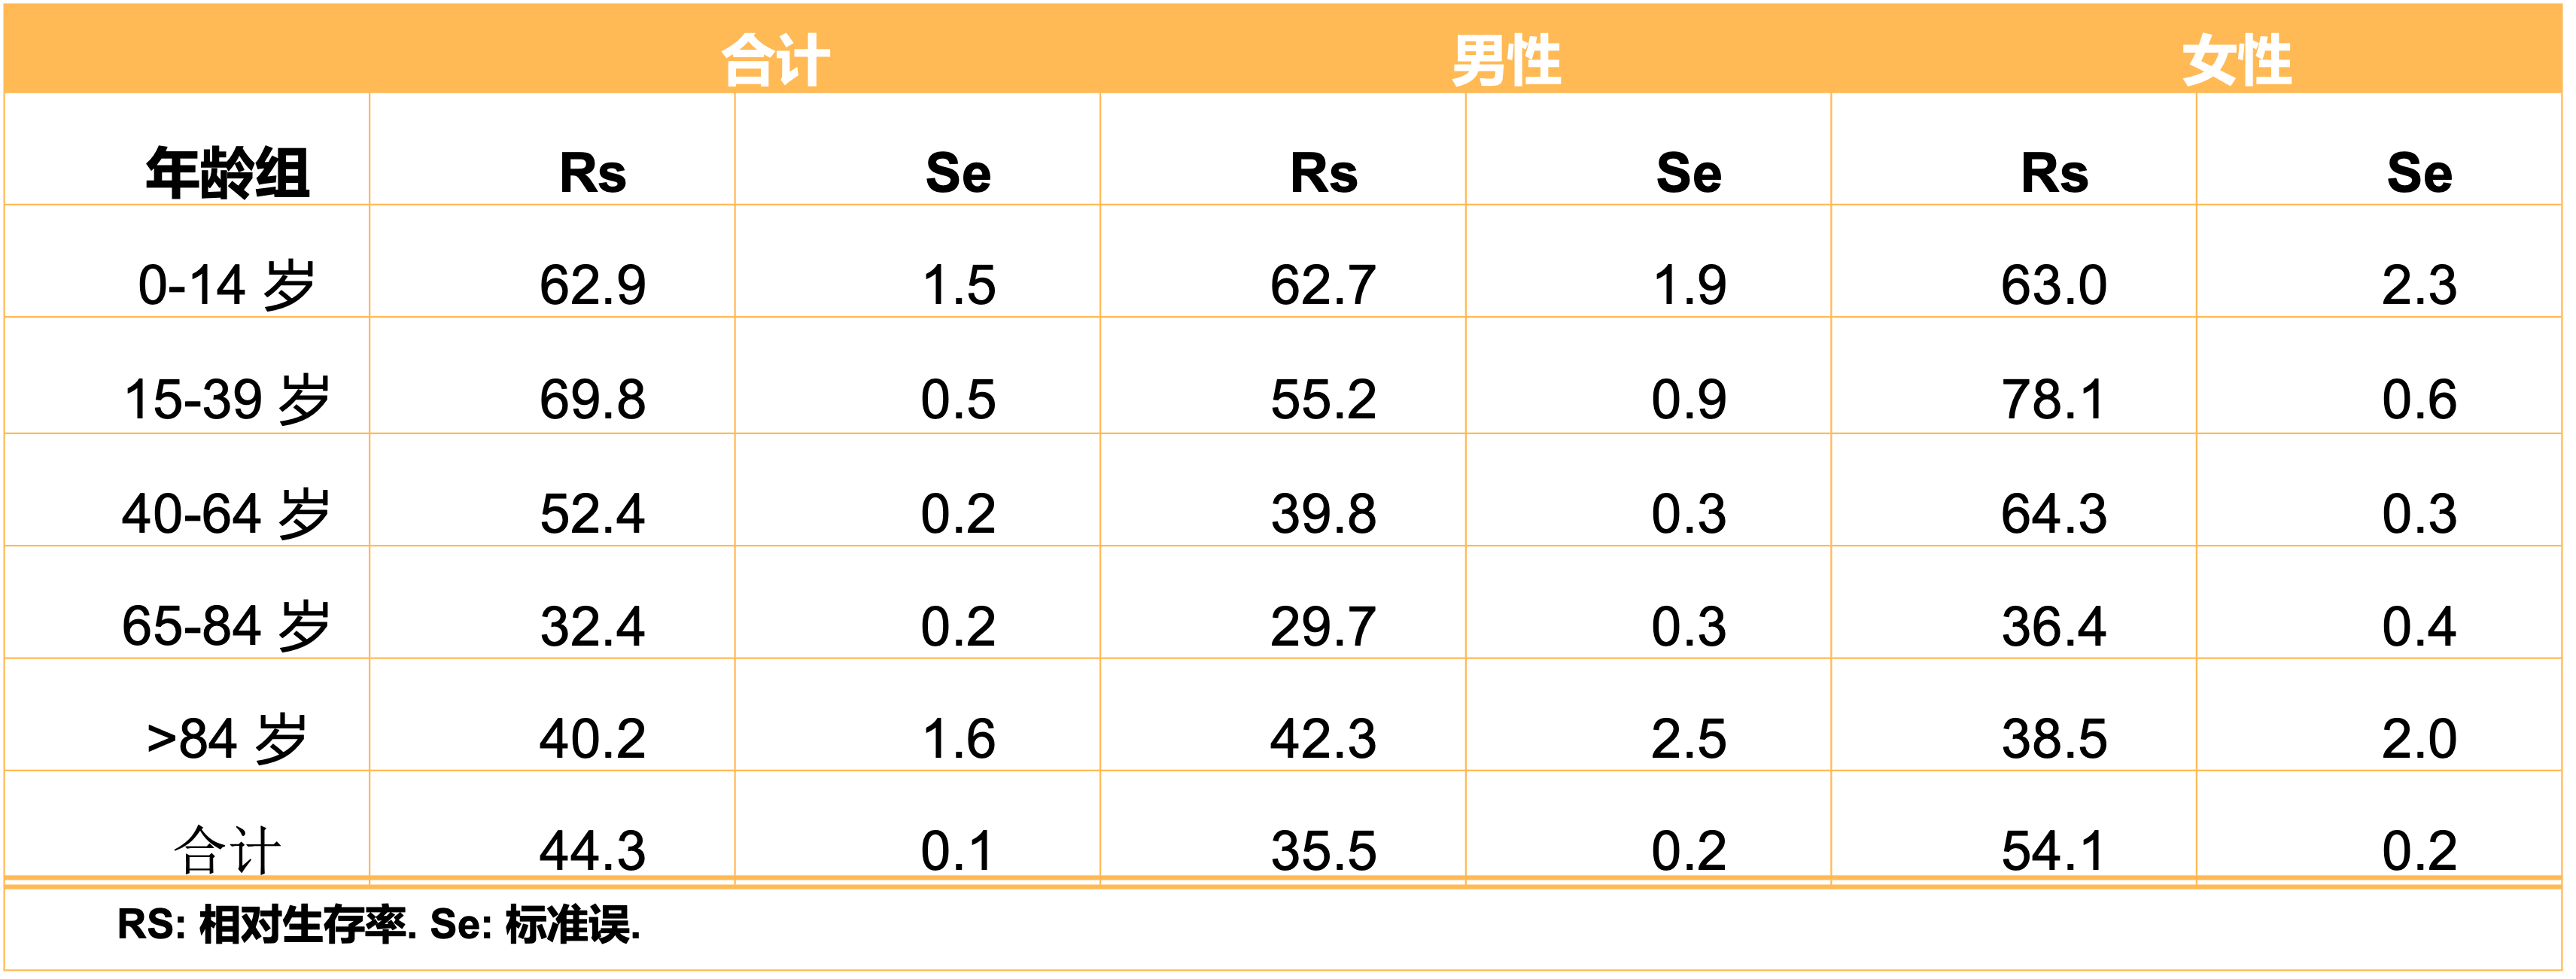 合计 男性 女性
年龄组 Rs Se Rs Se Rs Se
0-14 岁 62.9 1.5 62.7 1.9 63.0 2.3
15-39 岁 69.8 0.5 55.2 0.9 78.1 0.6
40-64 岁 52.4 0.2 39.8 0.3 64.3 0.3
65-84 岁 32.4 0.2 29.7 0.3 36.4 0.4
>84 岁 40.2 1.6 42.3 2.5 38.5 2.0
合计 44.3 0.1 35.5 0.2 54.1 0.2
RS: 相对生存率. Se: 标准误.